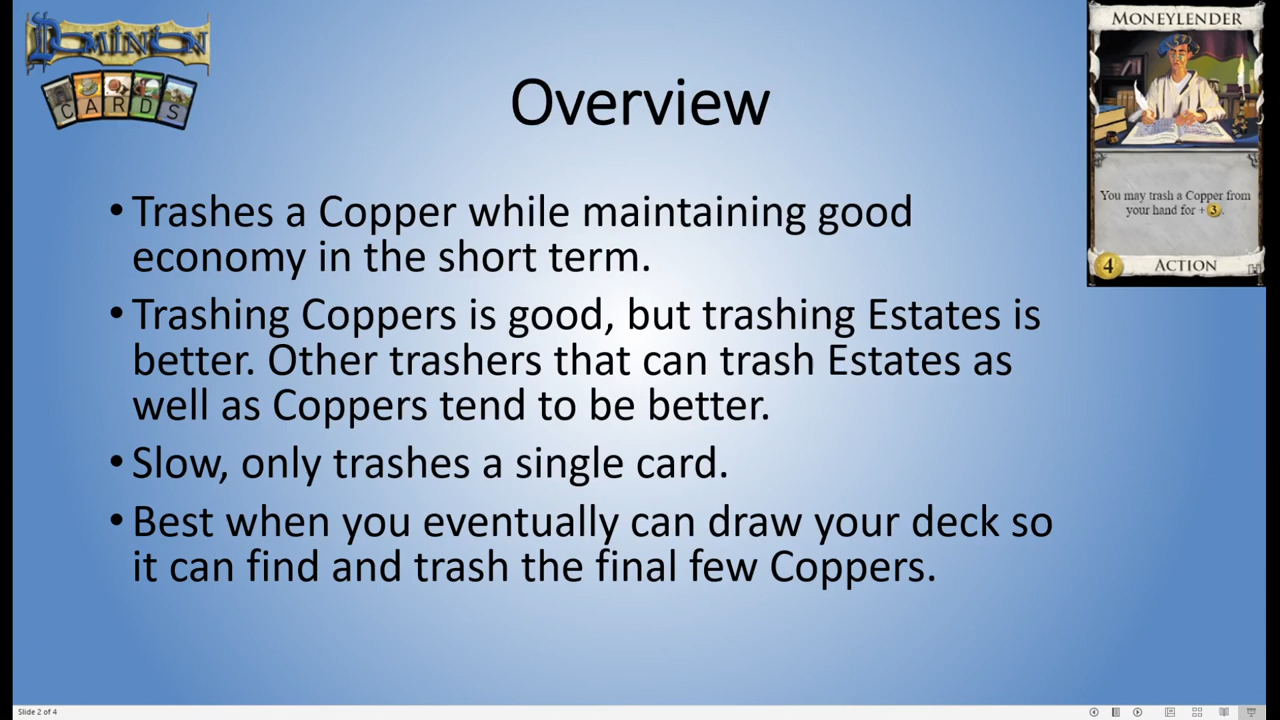 DOMINION
CARDS
MONEYLENDER
Overview
You may trash a Copper from
your hand for +3.
4 ACTION
• Trashes a Copper while maintaining good
economy in the short term.
• Trashing Coppers is good, but trashing Estates is
better. Other trashers that can trash Estates as
well as Coppers tend to be better.
• Slow, only trashes a single card.
• Best when you eventually can draw your deck so
it can find and trash the final few Coppers.
Slide 2 of 4